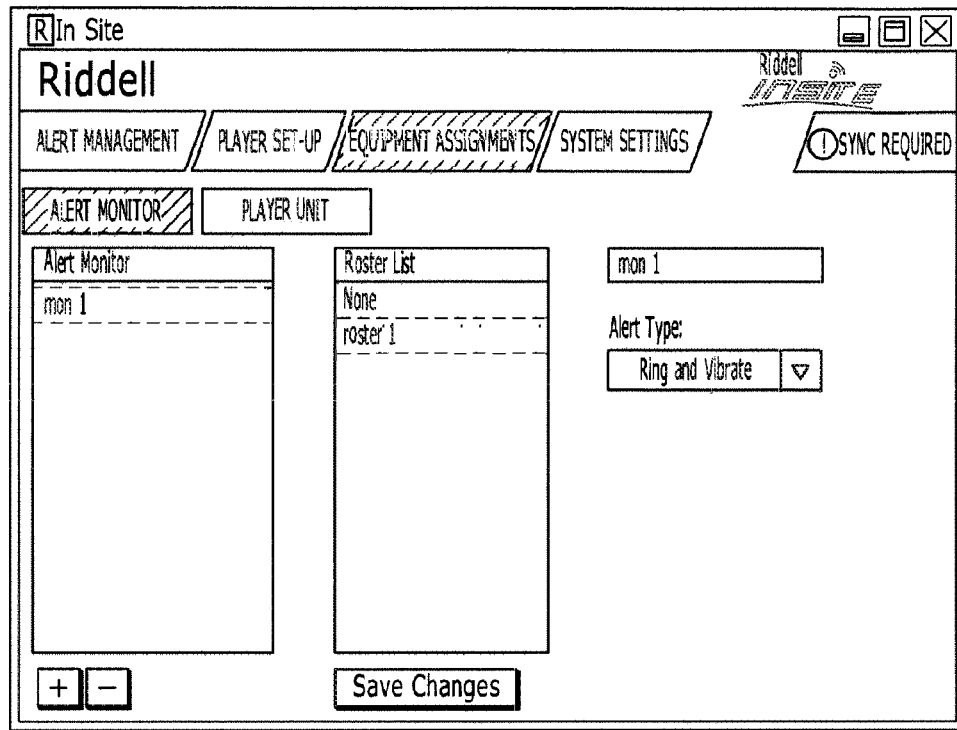 R In Site
Riddell
Riddell
INSITE
ALERT MANAGEMENT
PLAYER SET-UP
EQUIPMENT ASSIGNMENTS
SYSTEM SETTINGS
! SYNC REQUIRED
ALERT MONITOR
PLAYER UNIT
Alert Monitor
mon 1
Roster List
None
roster 1
mon 1
Alert Type:
Ring and Vibrate
+ −
Save Changes